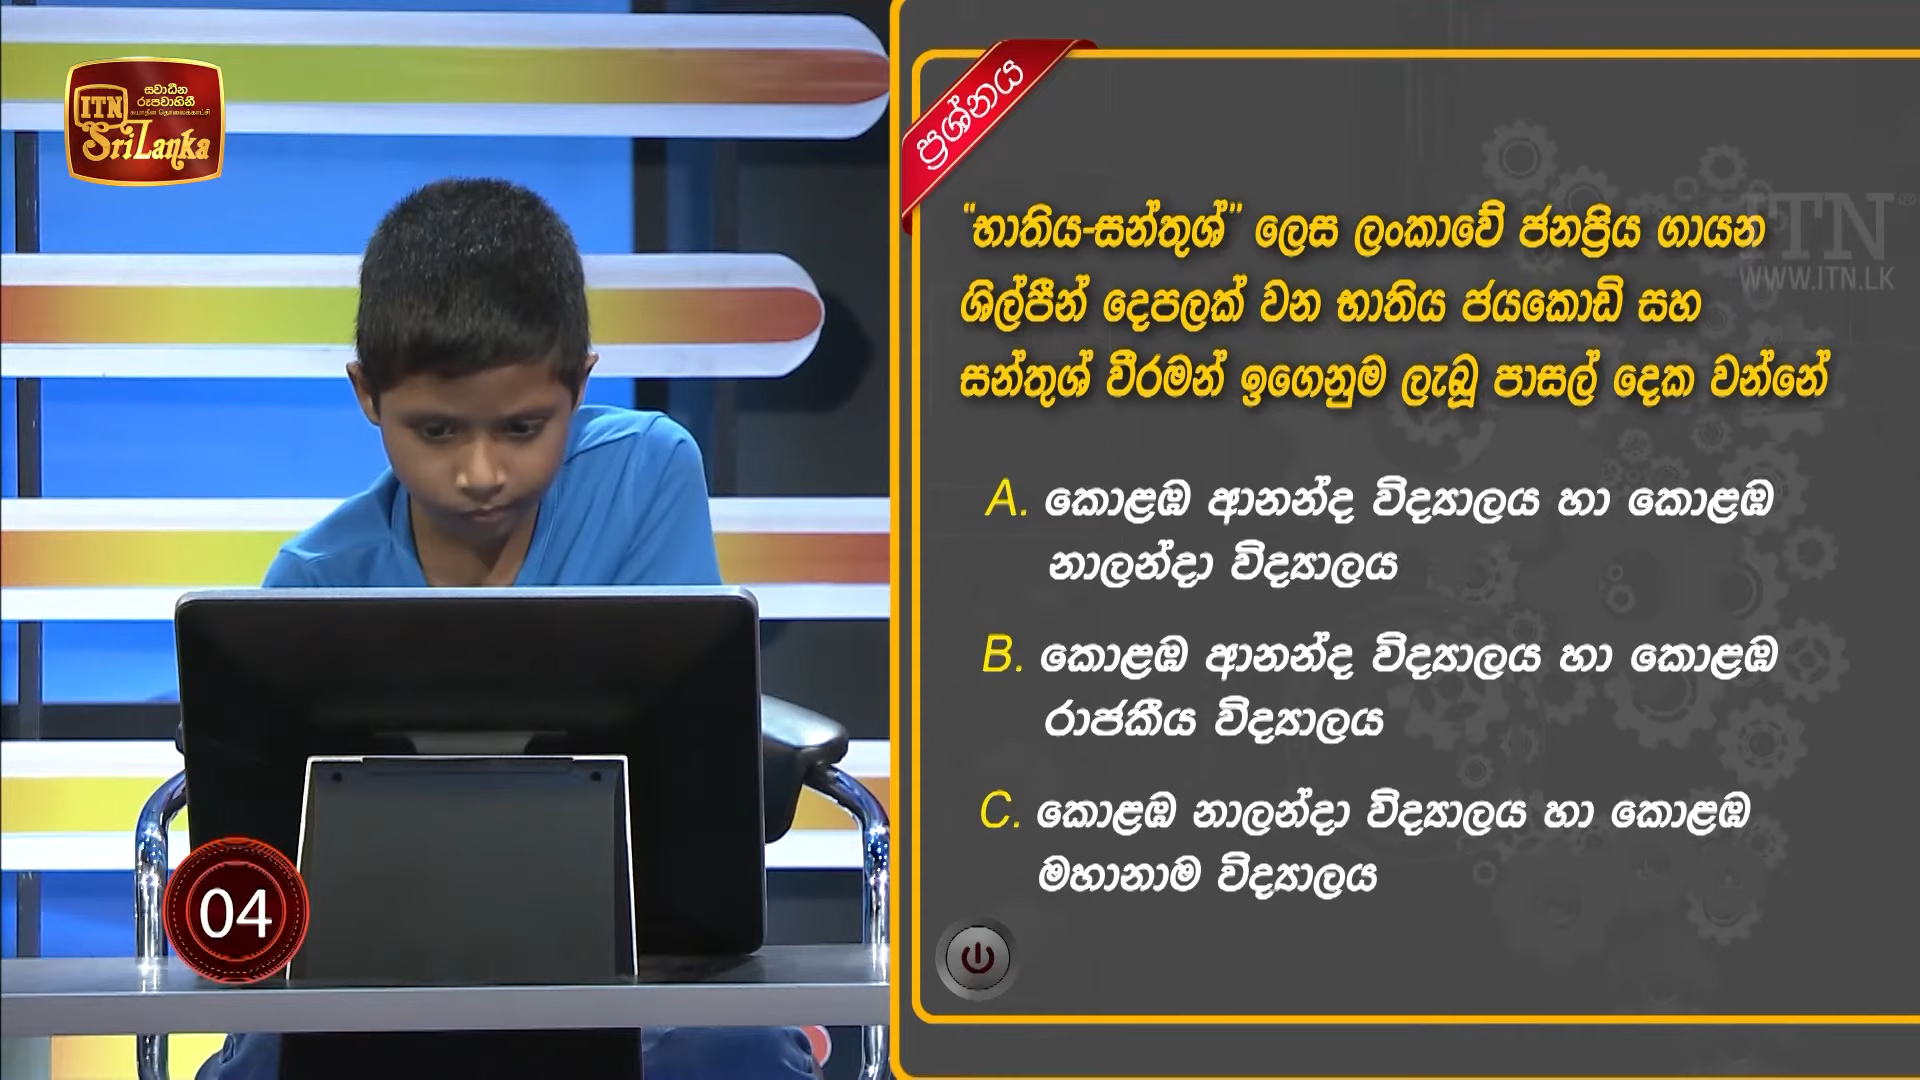 ITN
ස්වාධීන
රූපවාහිනී
சுயாதீன தொலைக்காட்சி
Sri Lanka
ප්‍රශ්නය
ITN
WWW.ITN.LK
“භාතිය-සන්තුශ්” ලෙස ලංකාවේ ජනප්‍රිය ගායන
ශිල්පීන් දෙපලක් වන භාතිය ජයකොඩි සහ
සන්තුශ් වීරමන් ඉගෙනුම ලැබූ පාසල් දෙක වන්නේ
A. කොළඹ ආනන්ද විද්‍යාලය හා කොළඹ
නාලන්දා විද්‍යාලය
B. කොළඹ ආනන්ද විද්‍යාලය හා කොළඹ
රාජකීය විද්‍යාලය
C. කොළඹ නාලන්දා විද්‍යාලය හා කොළඹ
මහානාම විද්‍යාලය
04